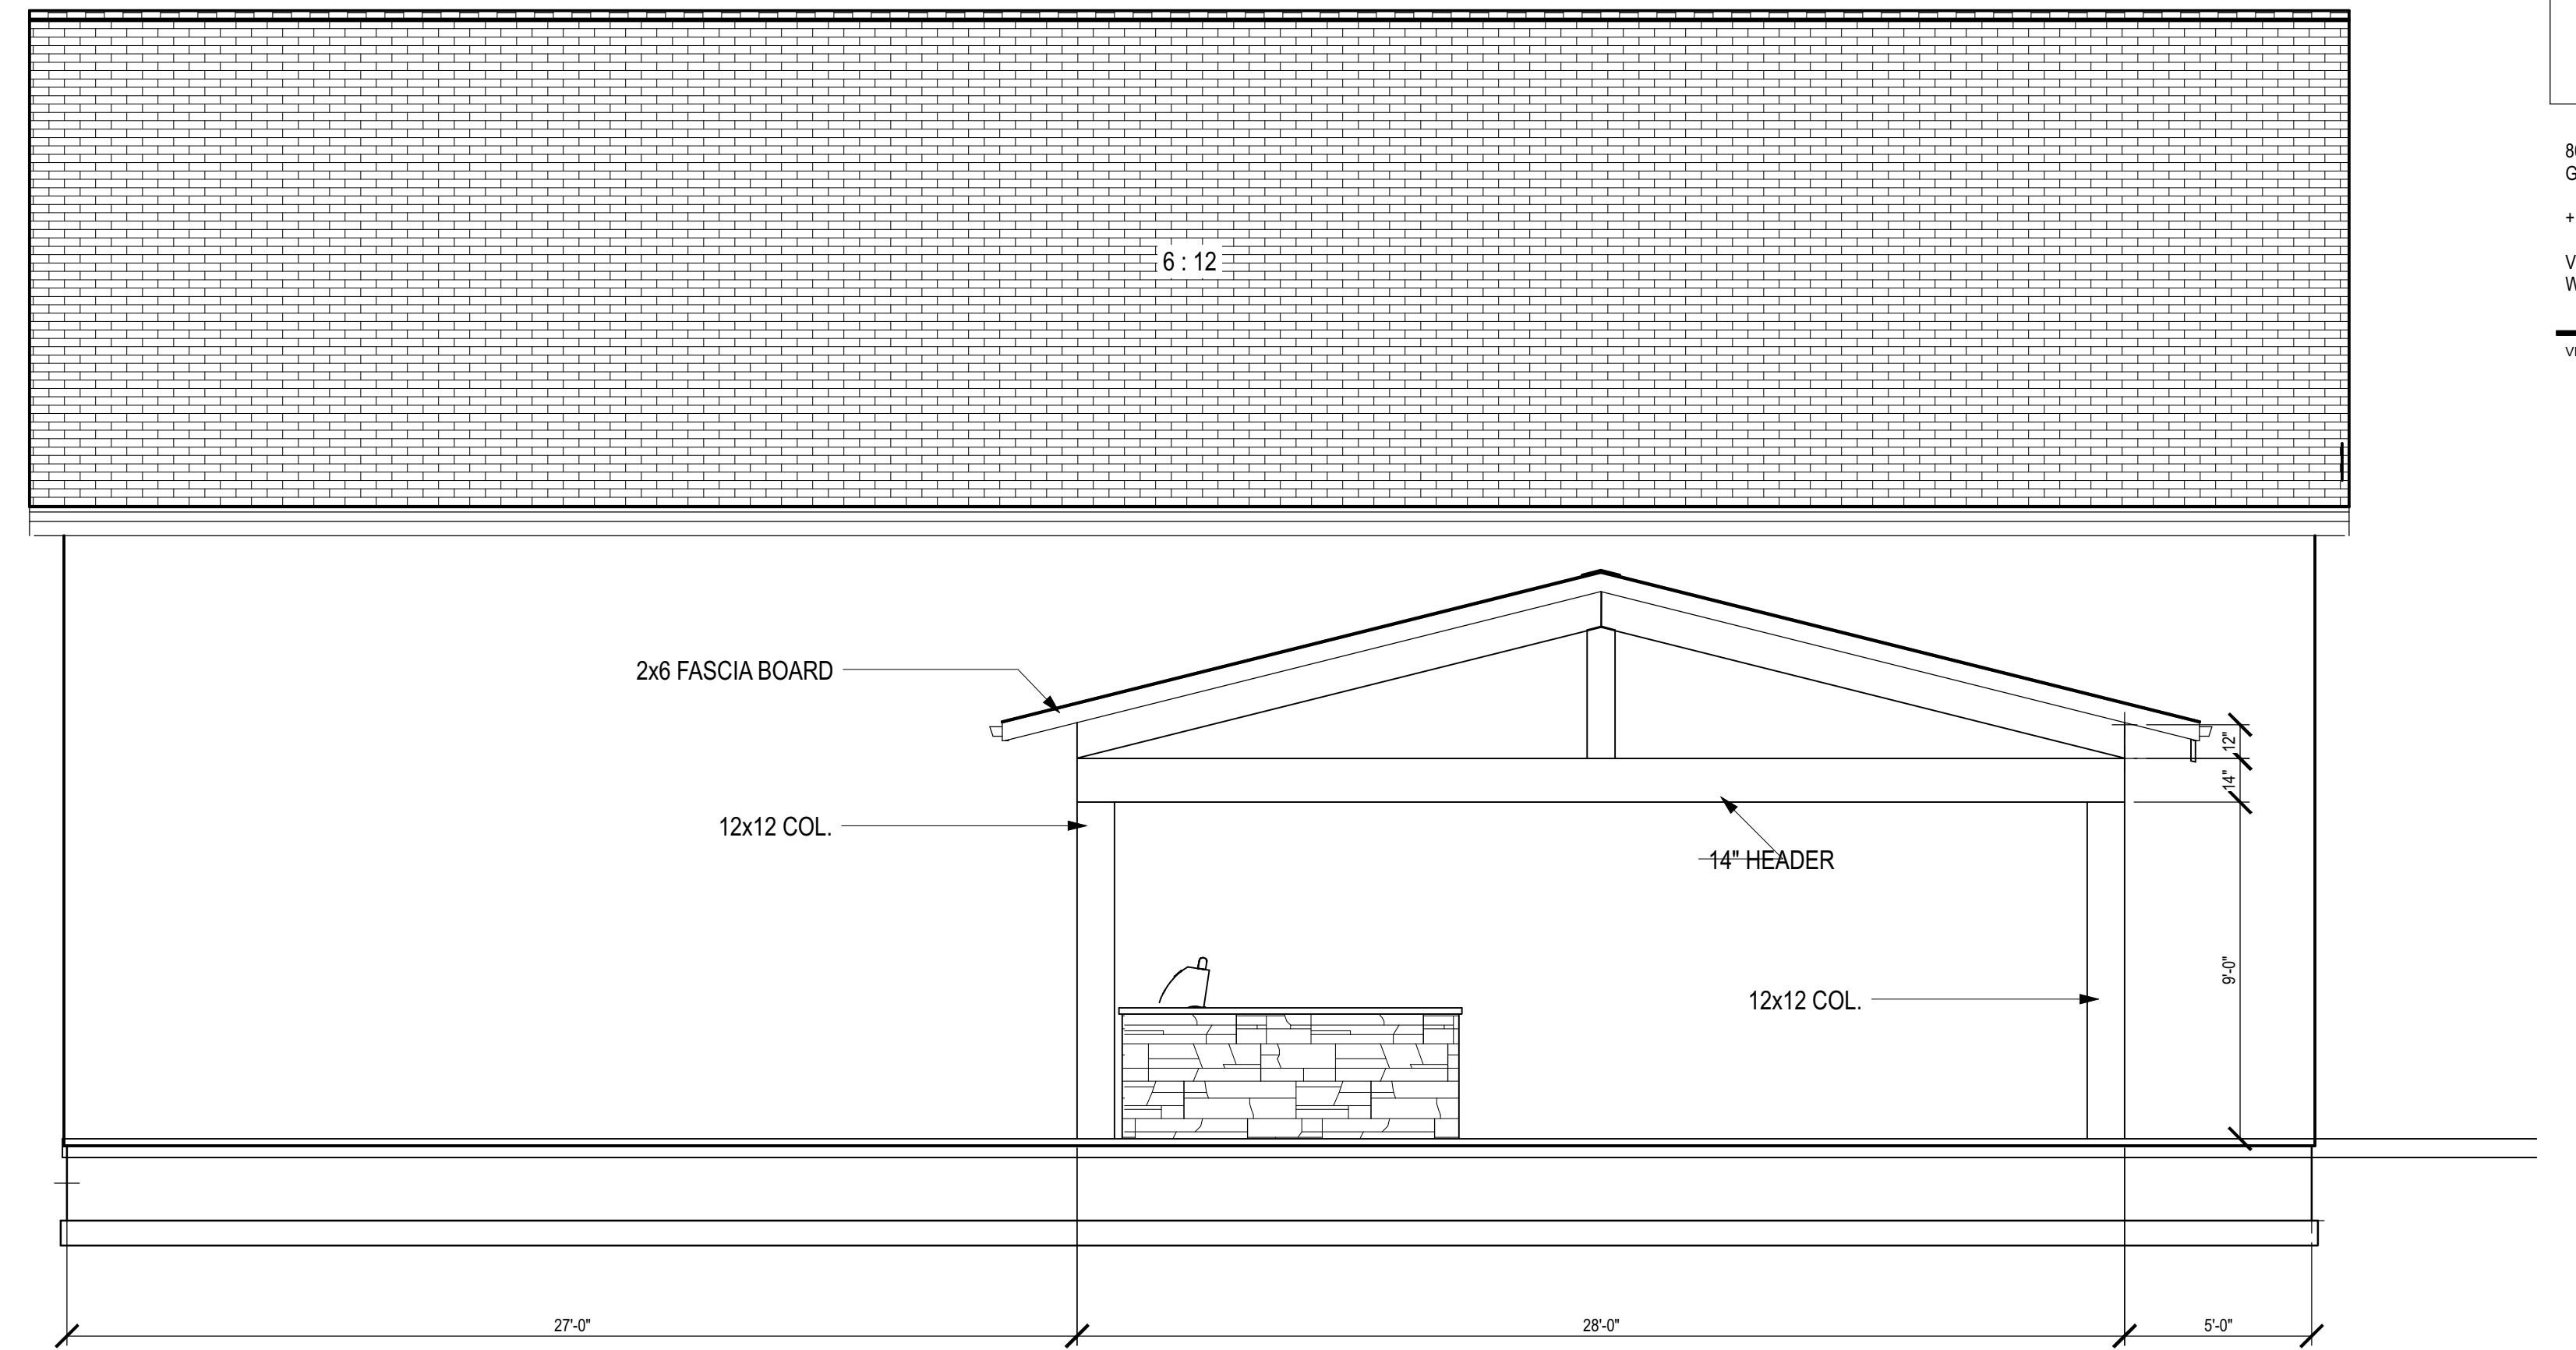 6 : 12
2x6 FASCIA BOARD
12"
14"
12x12 COL.
14" HEADER
9'-0"
12x12 COL.
27'-0"
28'-0"
5'-0"